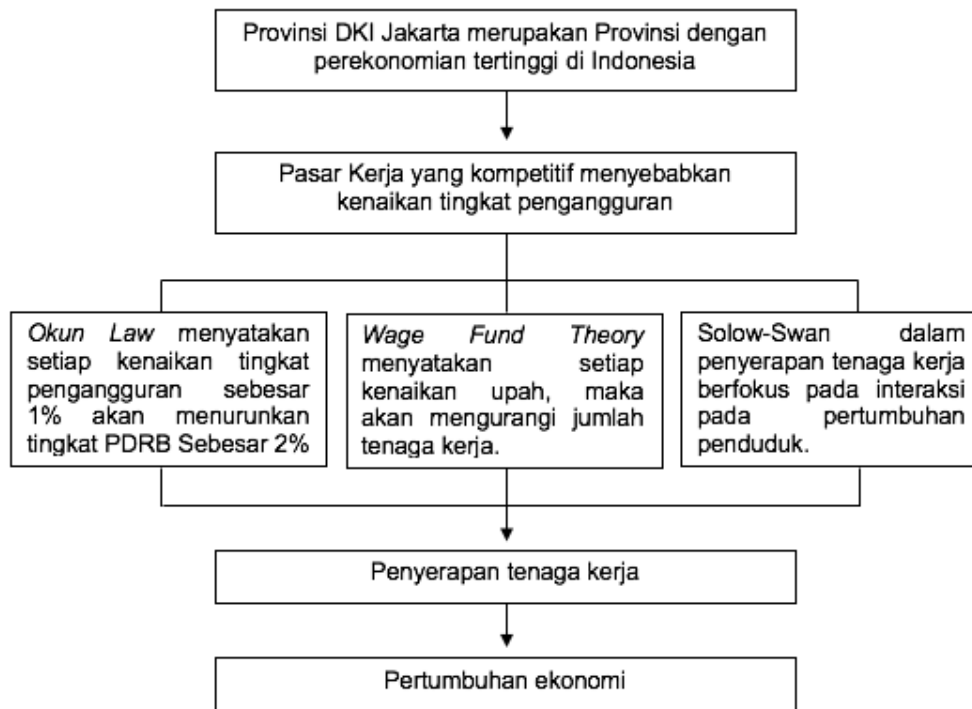 Provinsi DKI Jakarta merupakan Provinsi dengan
perekonomian tertinggi di Indonesia
Pasar Kerja yang kompetitif menyebabkan
kenaikan tingkat pengangguran
Okun Law menyatakan
setiap kenaikan tingkat
pengangguran sebesar
1% akan menurunkan
tingkat PDRB Sebesar 2%
Wage Fund Theory
menyatakan setiap
kenaikan upah, maka
akan mengurangi jumlah
tenaga kerja.
Solow-Swan dalam
penyerapan tenaga kerja
berfokus pada interaksi
pada pertumbuhan
penduduk.
Penyerapan tenaga kerja
Pertumbuhan ekonomi